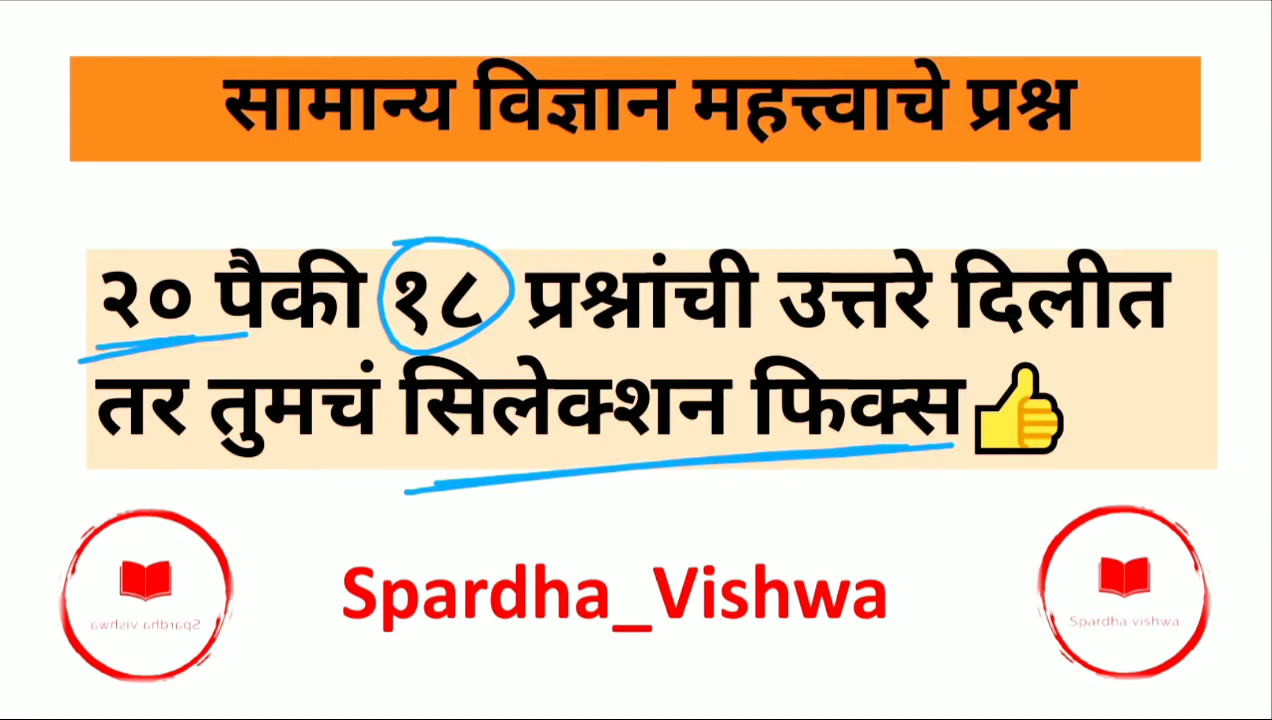 सामान्य विज्ञान महत्त्वाचे प्रश्न
२० पैकी १८ प्रश्नांची उत्तरे दिलीत
तर तुमचं सिलेक्शन फिक्स👍
Spardha_Vishwa
Spardha vishwa
Spardha vishwa